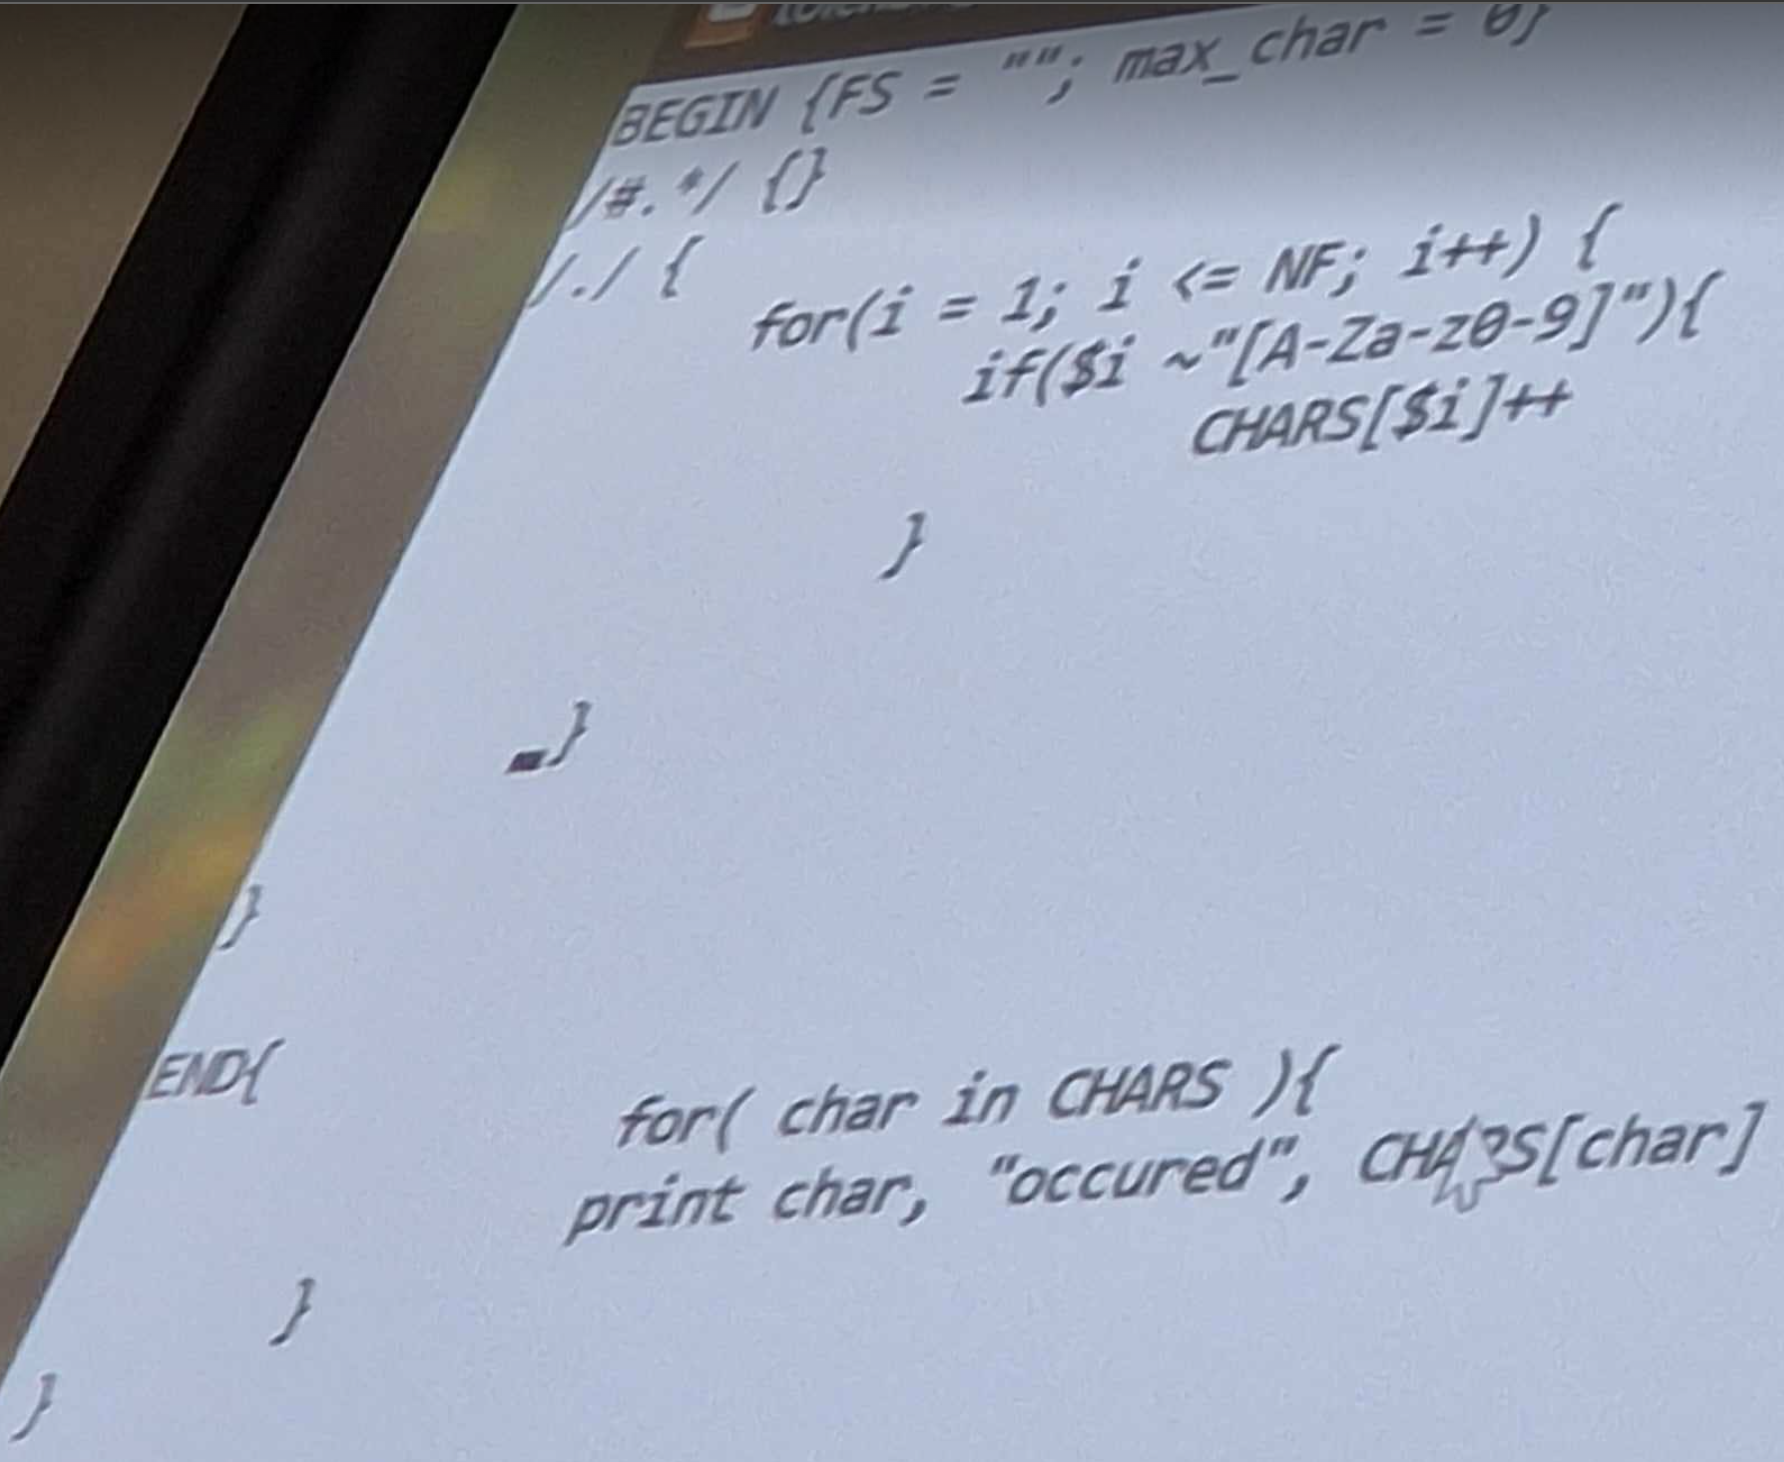 BEGIN {FS = ""; max_char = 0}
/#.*/ {}
/./ {
for(i = 1; i <= NF; i++) {
if($i ~"[A-Za-z0-9]"){
CHARS[$i]++
}
}
}
END{
for( char in CHARS ){
print char, "occured", CHARS[char]
}
}